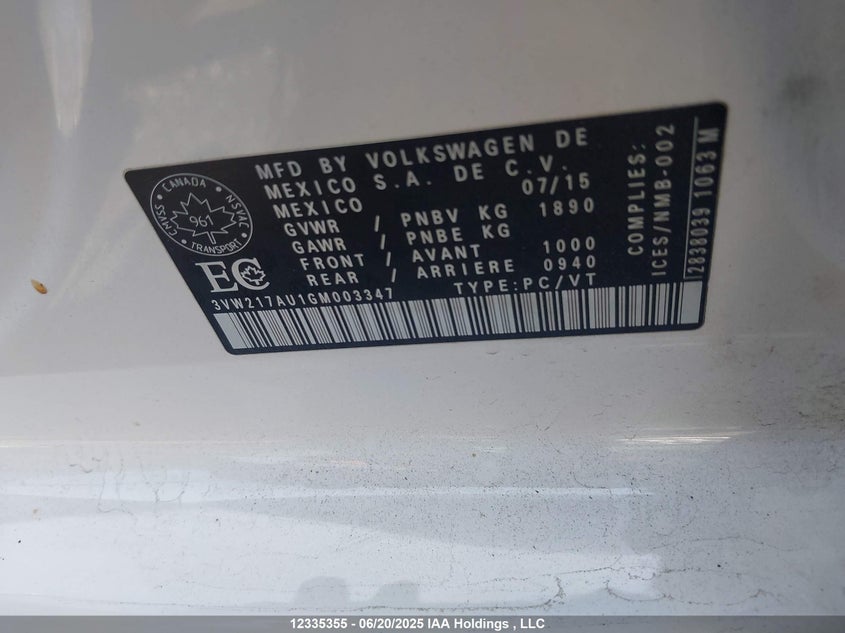 MFD BY VOLKSWAGEN DE
MEXICO S.A. DE C.V.
MEXICO 07/15
GVWR / PNBV KG 1890
GAWR / PNBE KG
FRONT / AVANT 1000
REAR / ARRIERE 0940
3VW217AU1GM003347 TYPE:PC/VT
CANADA
CMVSS
961
NSVAC
TRANSPORT
EC
COMPLIES:
ICES/NMB-002
2838039 1063 M
12335355 - 06/20/2025 IAA Holdings , LLC